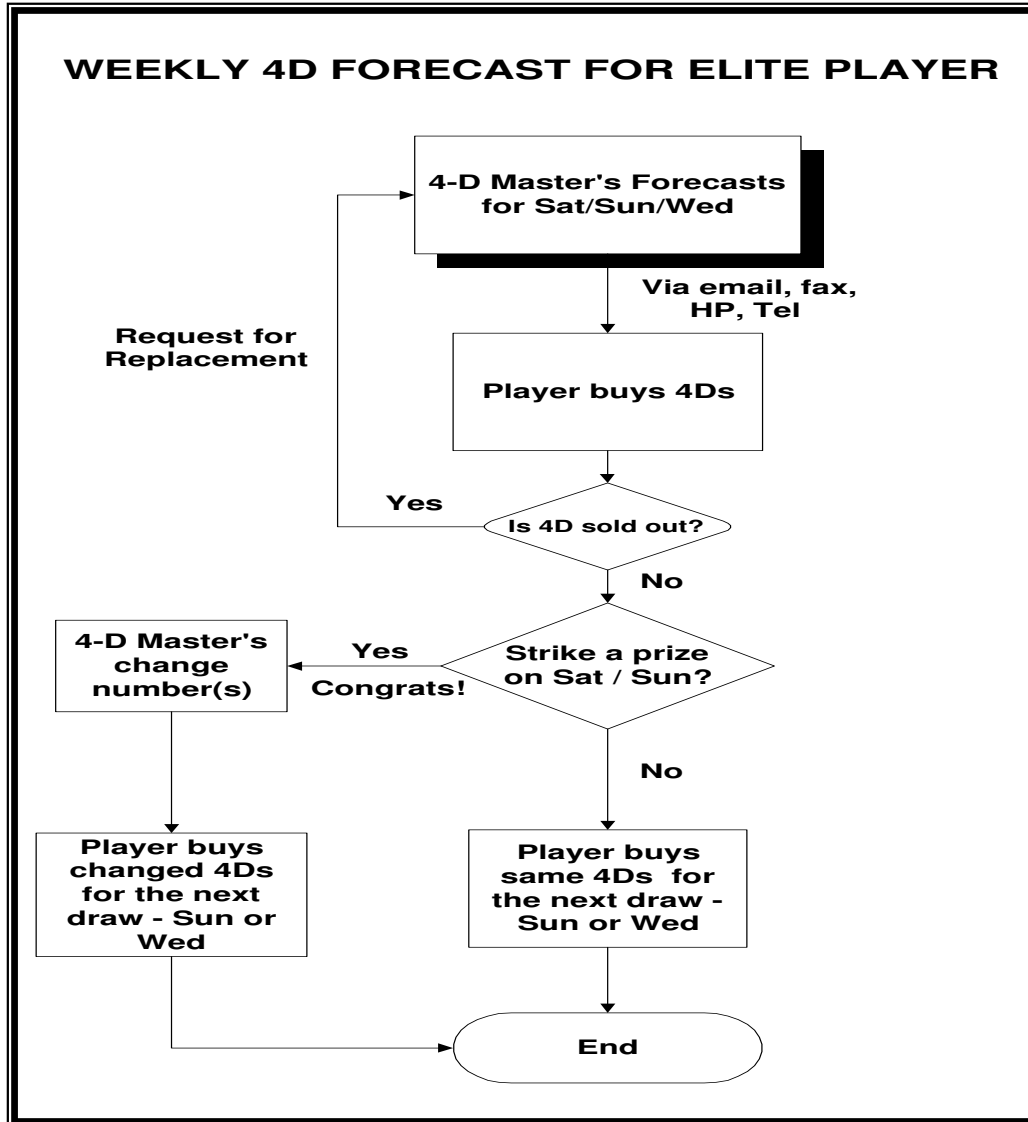 WEEKLY 4D FORECAST FOR ELITE PLAYER
4-D Master's Forecasts
for Sat/Sun/Wed
Via email, fax,
HP, Tel
Request for
Replacement
Player buys 4Ds
Yes
Is 4D sold out?
No
4-D Master's
change
number(s)
Yes
Congrats!
Strike a prize
on Sat / Sun?
No
Player buys
changed 4Ds
for the next
draw - Sun or
Wed
Player buys
same 4Ds for
the next draw -
Sun or Wed
End